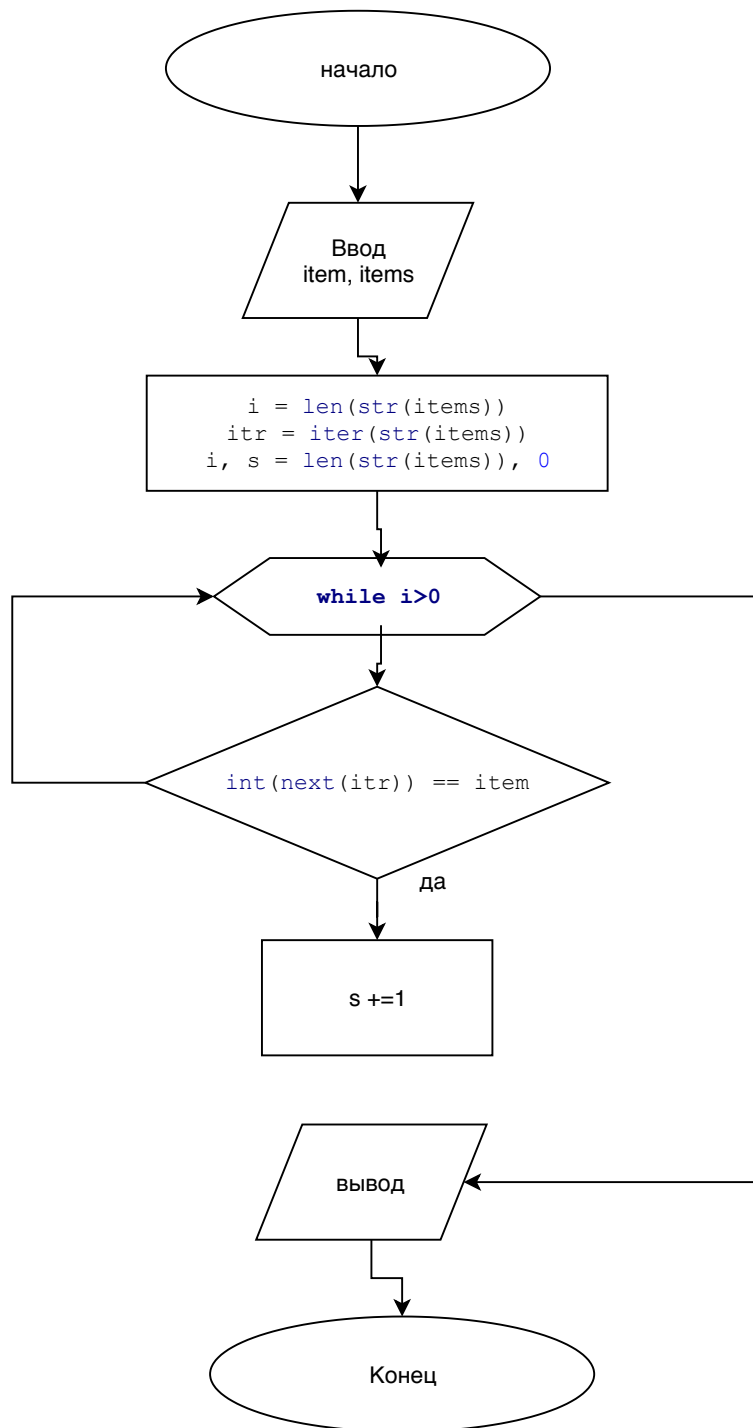 начало
Ввод
item, items
i = len(str(items))
itr = iter(str(items))
i, s = len(str(items)), 0
while i>0
int(next(itr)) == item
да
s +=1
вывод
Конец